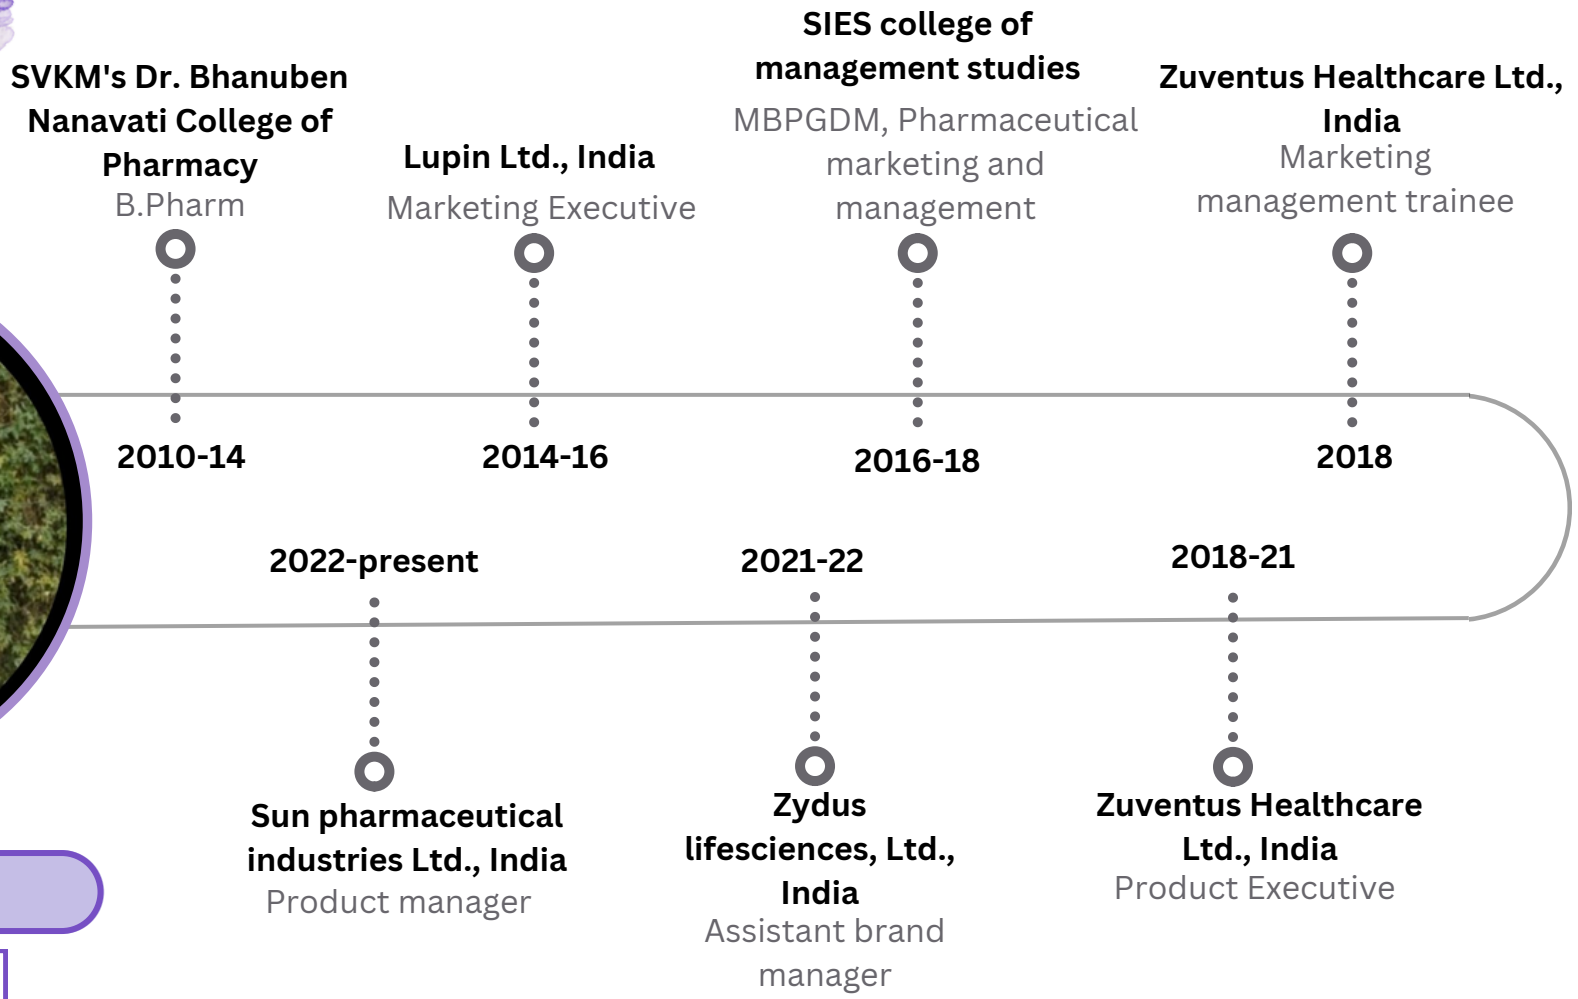 SVKM's Dr. Bhanuben
Nanavati College of
Pharmacy
B.Pharm
2010-14
Lupin Ltd., India
Marketing Executive
2014-16
SIES college of
management studies
MBPGDM, Pharmaceutical
marketing and
management
2016-18
Zuventus Healthcare Ltd.,
India
Marketing
management trainee
2018
2018-21
Zuventus Healthcare
Ltd., India
Product Executive
2021-22
Zydus
lifesciences, Ltd.,
India
Assistant brand
manager
2022-present
Sun pharmaceutical
industries Ltd., India
Product manager